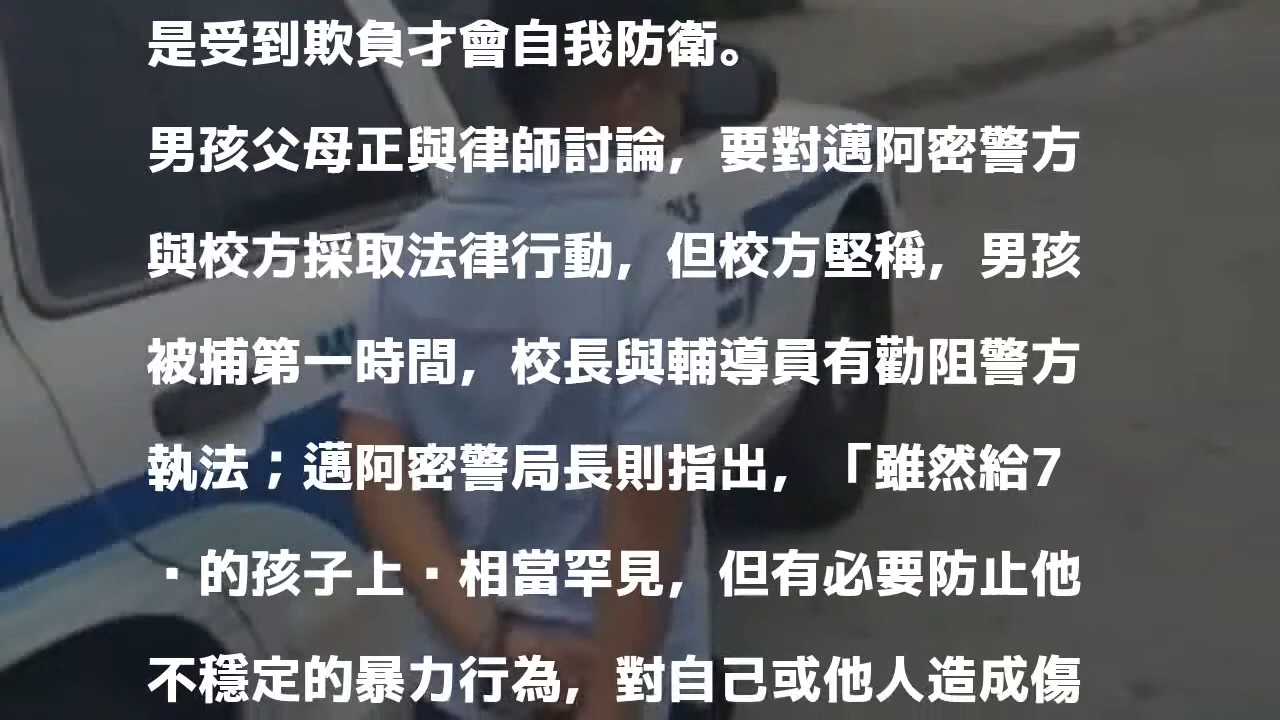 是受到欺負才會自我防衛。
男孩父母正與律師討論，要對邁阿密警方
與校方採取法律行動，但校方堅稱，男孩
被捕第一時間，校長與輔導員有勸阻警方
執法；邁阿密警局長則指出，「雖然給7
▪的孩子上▪相當罕見，但有必要防止他
不穩定的暴力行為，對自己或他人造成傷